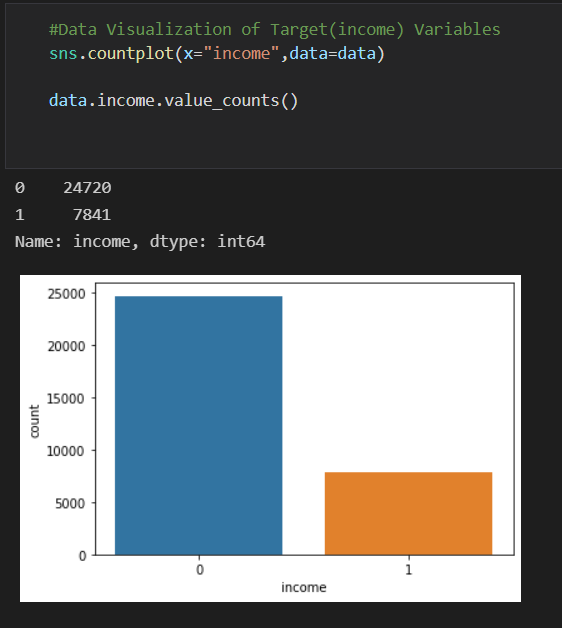 #Data Visualization of Target(income) Variables
sns.countplot(x="income",data=data)
data.income.value_counts()
0    24720
1     7841
Name: income, dtype: int64
25000
20000
15000
10000
5000
0
count
0 1
income